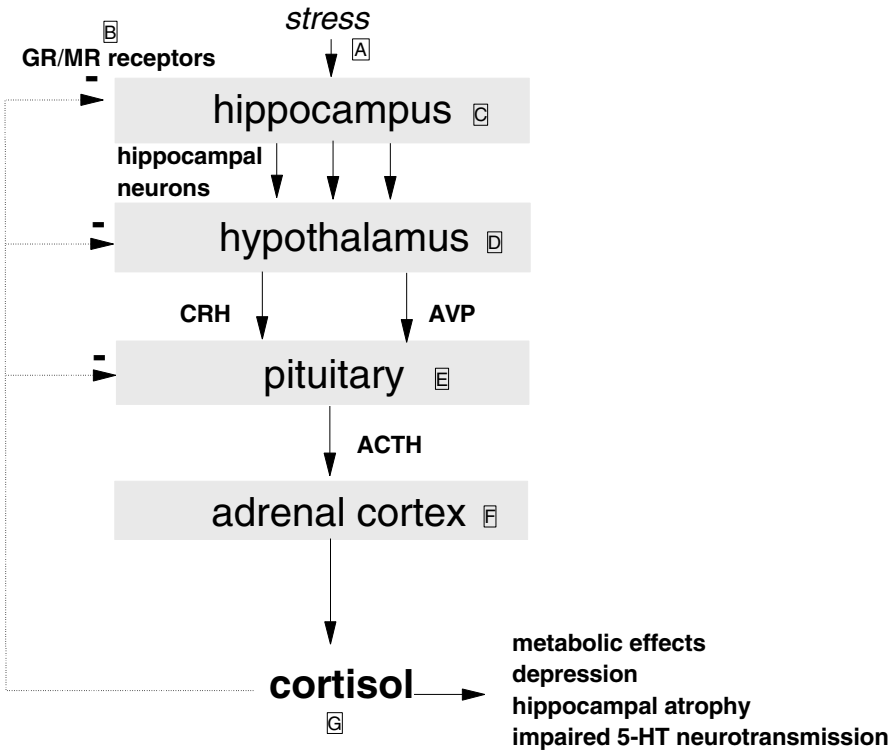 stress
B
A
GR/MR receptors
-
hippocampus C
hippocampal
neurons
-
hypothalamus D
CRH AVP
-
pituitary E
ACTH
adrenal cortex F
metabolic effects
cortisol
depression
hippocampal atrophy
G
impaired 5-HT neurotransmission